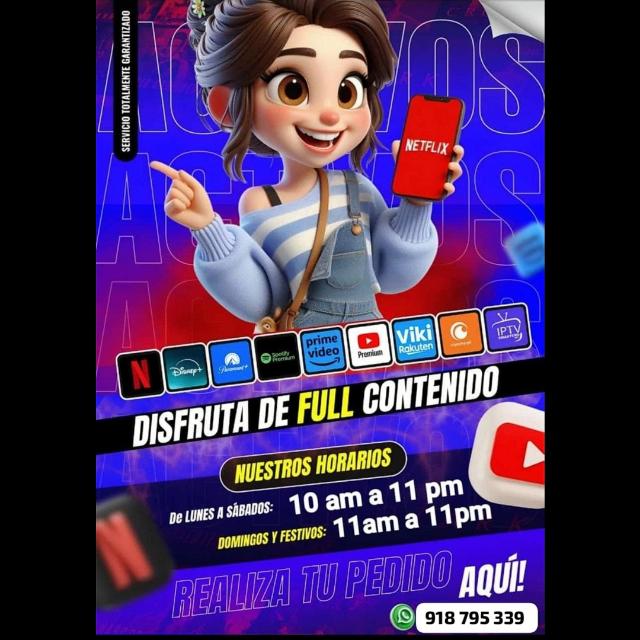 SERVICIO TOTALMENTE GARANTIZADO
ACTIVOS
ACTIVOS
NETFLIX
N
Disney+
Paramount+
Spotify Premium
prime video
Premium
Viki Rakuten
crunchyroll
IPTV
DISFRUTA DE FULL CONTENIDO
NUESTROS HORARIOS
De LUNES A SÁBADOS: 10 am a 11 pm
DOMINGOS Y FESTIVOS: 11am a 11pm
N
REALIZA TU PEDIDO AQUÍ!
918 795 339